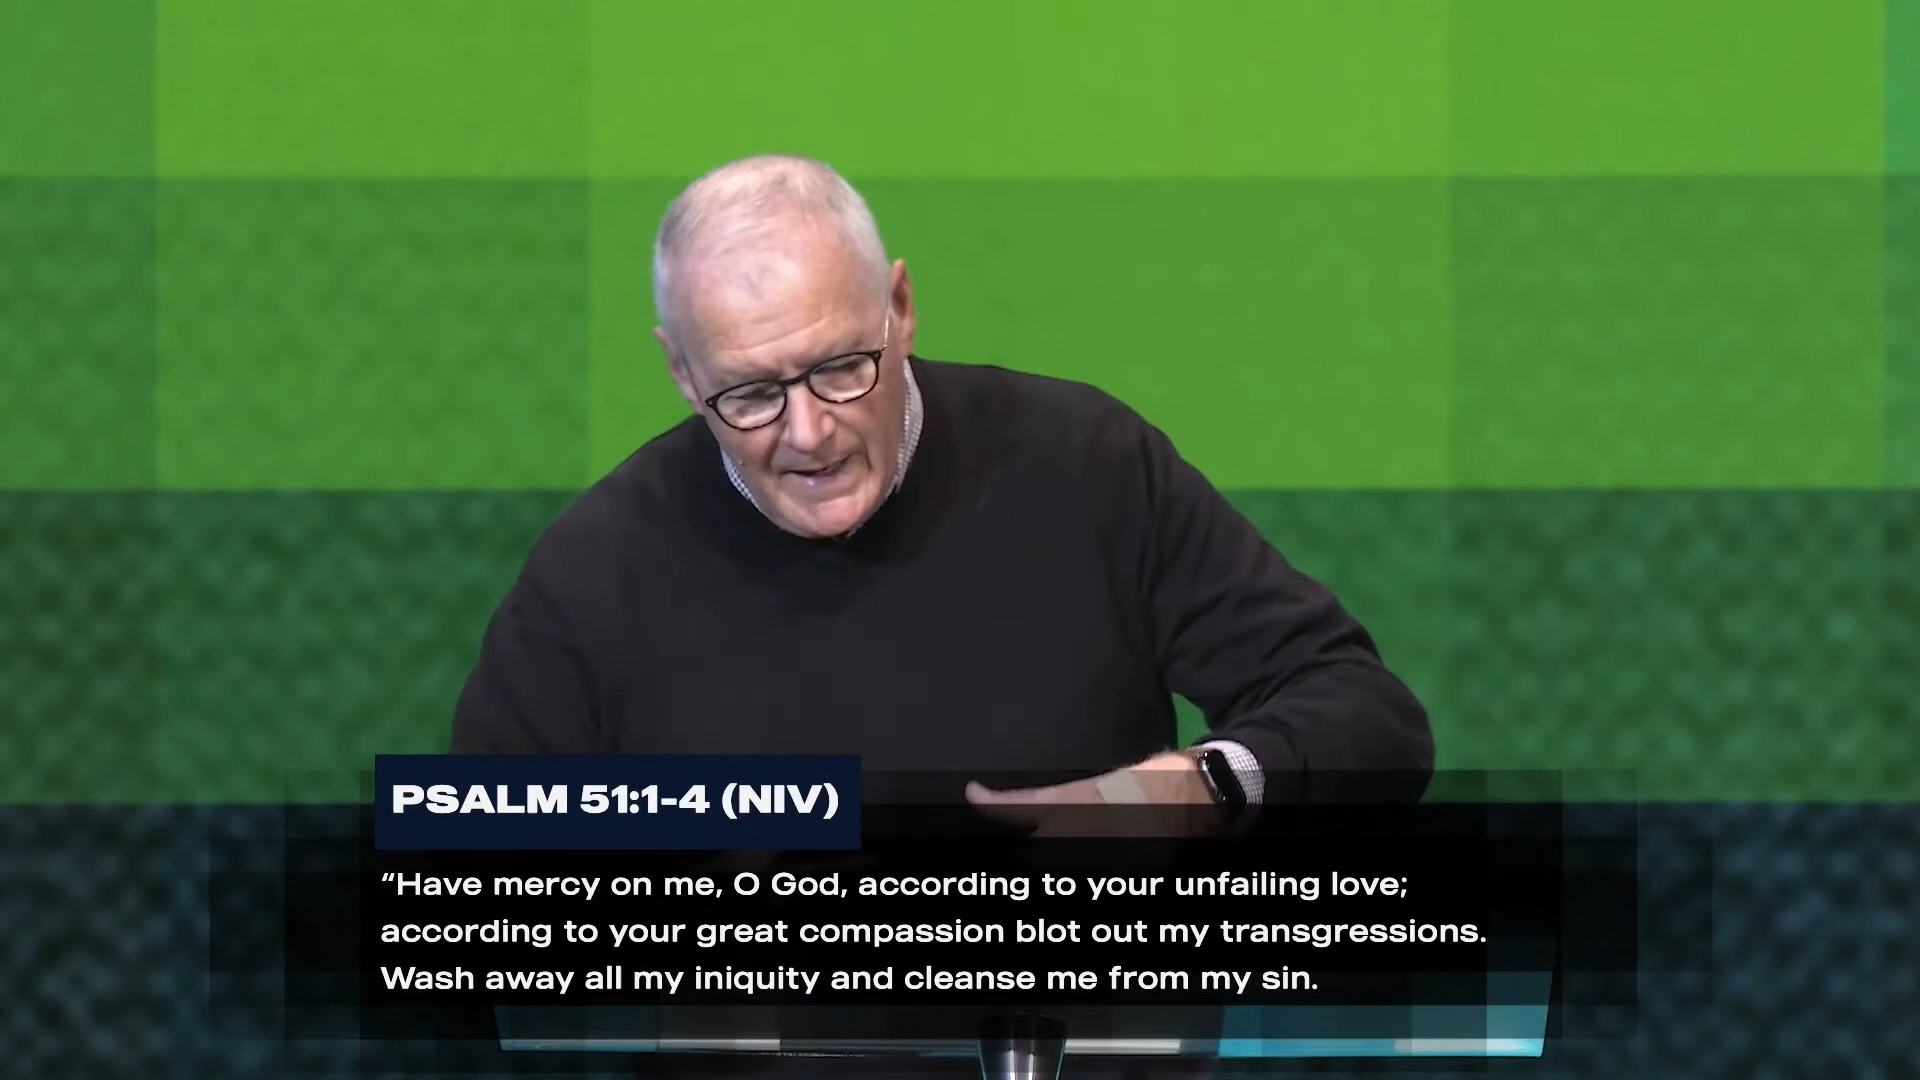 PSALM 51:1-4 (NIV)
“Have mercy on me, O God, according to your unfailing love;
according to your great compassion blot out my transgressions.
Wash away all my iniquity and cleanse me from my sin.